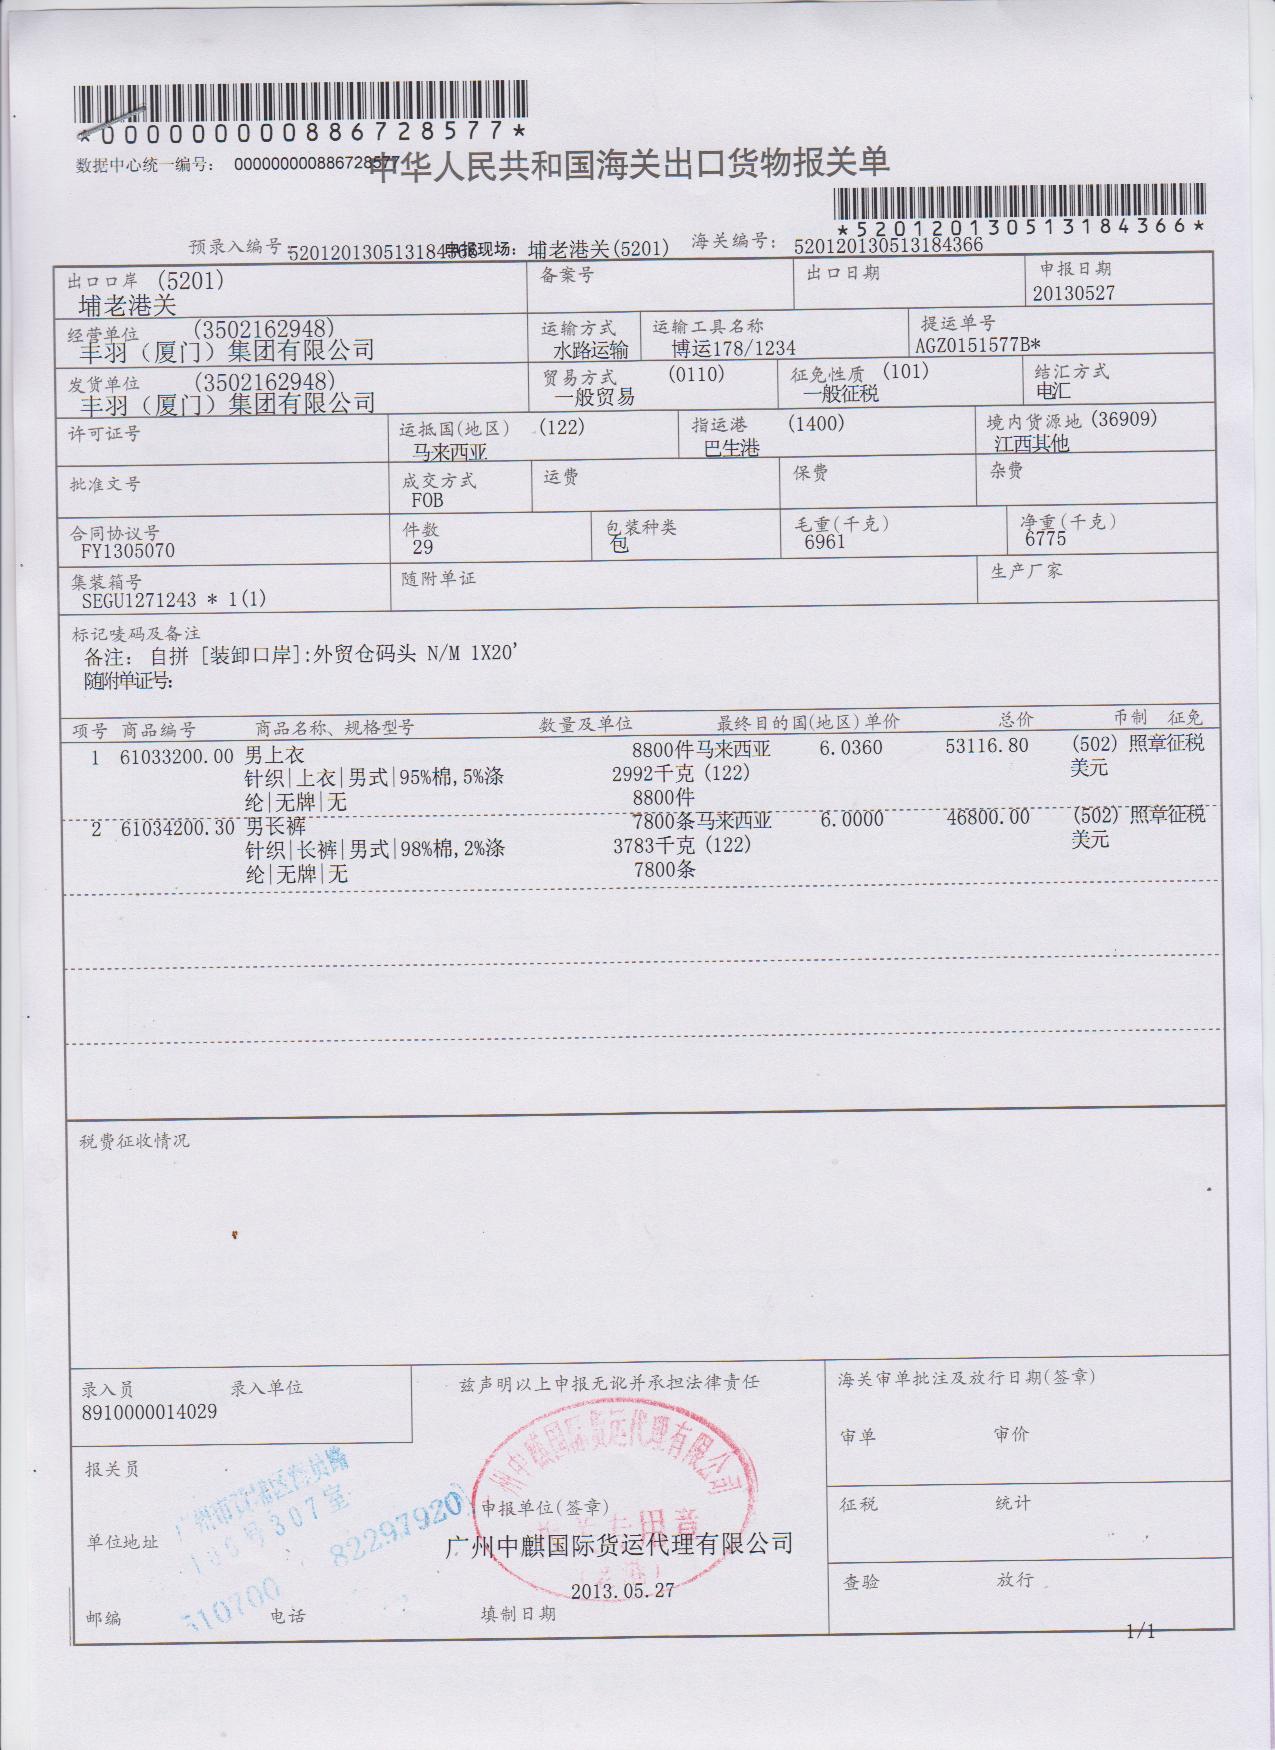 *000000000886728577*
数据中心统一编号： 000000000886728577
中华人民共和国海关出口货物报关单
*520120130513184366*
预录入编号：520120130513184366 申报现场：埔老港关(5201) 海关编号：520120130513184366
出口口岸 (5201) 备案号 出口日期 申报日期
埔老港关 20130527
经营单位 (3502162948) 运输方式 运输工具名称 提运单号
丰羽（厦门）集团有限公司 水路运输 博运178/1234 AGZ0151577B*
发货单位 (3502162948) 贸易方式 (0110) 征免性质 (101) 结汇方式
丰羽（厦门）集团有限公司 一般贸易 一般征税 电汇
许可证号 运抵国(地区) (122) 指运港 (1400) 境内货源地 (36909)
马来西亚 巴生港 江西其他
批准文号 成交方式 运费 保费 杂费
FOB
合同协议号 件数 包装种类 毛重(千克) 净重(千克)
FY1305070 29 包 6961 6775
集装箱号 随附单证 生产厂家
SEGU1271243 * 1(1)
标记唛码及备注
备注： 自拼 [装卸口岸]:外贸仓码头 N/M 1X20'
随附单证号:
项号 商品编号 商品名称、规格型号 数量及单位 最终目的国(地区) 单价 总价 币制 征免
1 61033200.00 男上衣 8800件 马来西亚 6.0360 53116.80 (502) 照章征税
针织|上衣|男式|95%棉,5%涤 2992千克 (122) 美元
纶|无牌|无 8800件
2 61034200.30 男长裤 7800条 马来西亚 6.0000 46800.00 (502) 照章征税
针织|长裤|男式|98%棉,2%涤 3783千克 (122) 美元
纶|无牌|无 7800条
税费征收情况
录入员 录入单位 兹声明以上申报无讹并承担法律责任 海关审单批注及放行日期(签章)
8910000014029
广州中麒国际货运代理有限公司
审单 审价
报关员
307室
82297920
申报单位(签章) 征税 统计
专用章
单位地址 广州中麒国际货运代理有限公司
2013.05.27 查验 放行
510700
邮编 电话 填制日期
1/1